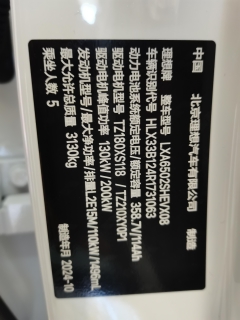 中国 北京理想汽车有限公司 制造
理想牌 整车型号 LXA6502SHEVX08
车辆识别代号 HLX33B124R1731063
动力电池系统额定电压/额定容量 358.7V/114Ah
驱动电机型号 TZ180XS118 / TZ210XY0P1
驱动电机峰值功率 130kW/200kW
发动机型号/最大净功率/排量 L2E15M/110kW/1496mL
最大允许总质量 3130kg
乘坐人数 5 制造年月 2024-10